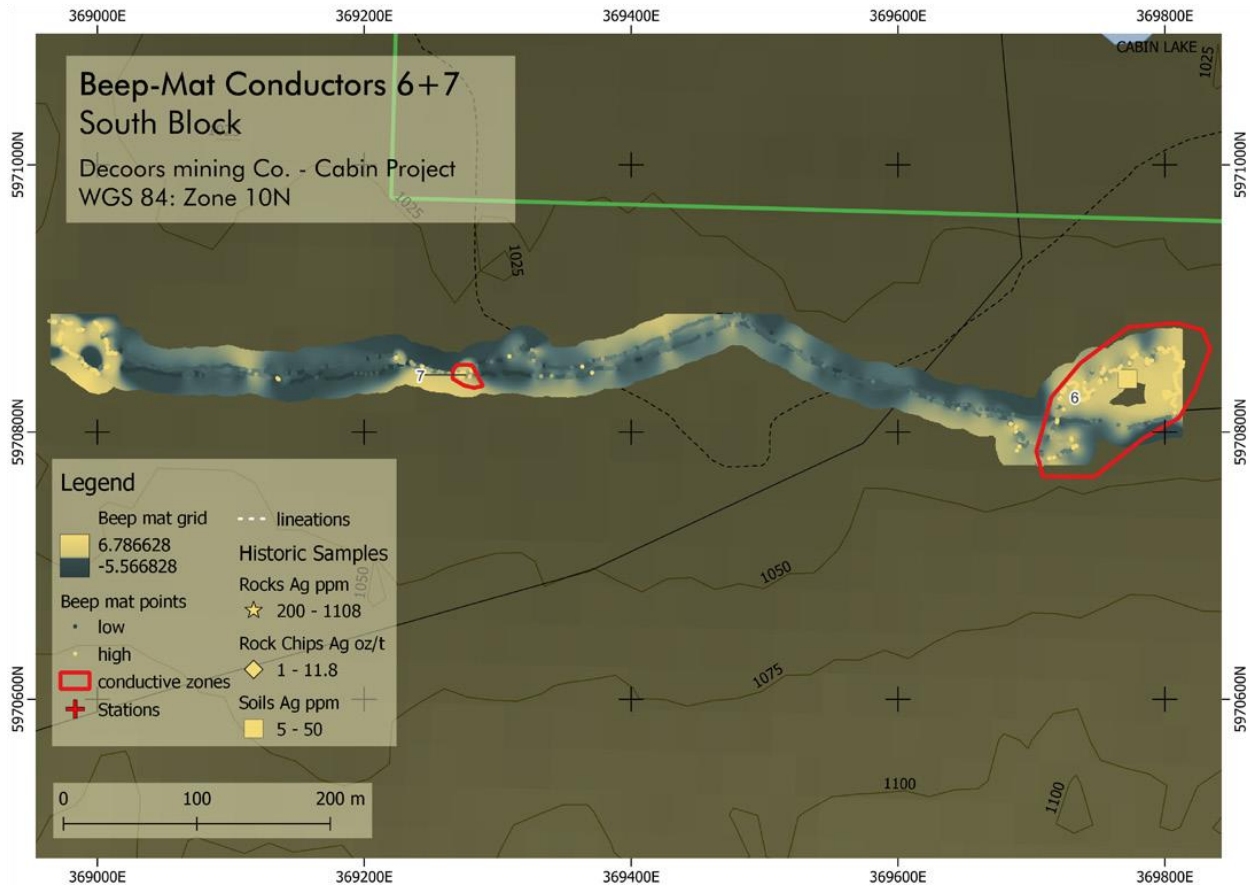 369000E
369200E
369400E
369600E
369800E
Beep-Mat Conductors 6+7
South Block
Decoors mining Co. - Cabin Project
WGS 84: Zone 10N
CABIN LAKE
1025
5971000N
5971000N
1025
1025
7
6
5970800N
5970800N
Legend
Beep mat grid
6.786628
-5.566828
Beep mat points
low
high
conductive zones
Stations
lineations
Historic Samples
Rocks Ag ppm
200 - 1108
Rock Chips Ag oz/t
1 - 11.8
Soils Ag ppm
5 - 50
1050
1050
1075
5970600N
5970600N
1100
1100
0 100 200 m
369000E
369200E
369400E
369600E
369800E